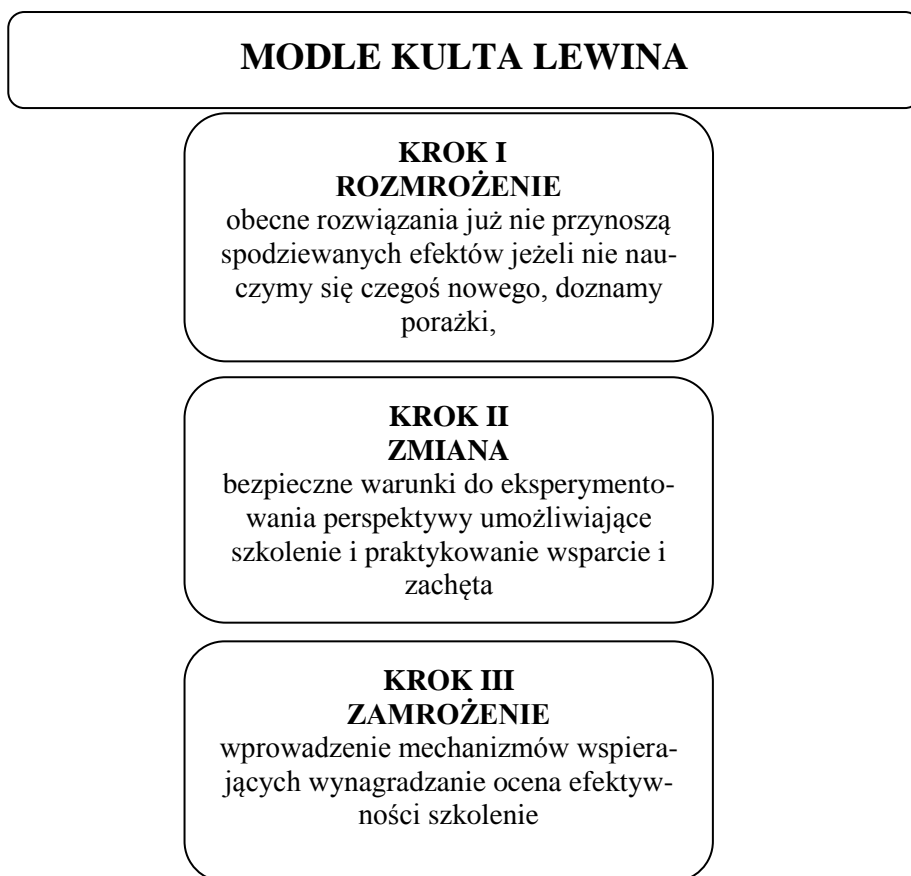 MODLE KULTA LEWINA
KROK I
ROZMROŻENIE
obecne rozwiązania już nie przynoszą
spodziewanych efektów jeżeli nie nau-
czymy się czegoś nowego, doznamy
porażki,
KROK II
ZMIANA
bezpieczne warunki do eksperymento-
wania perspektywy umożliwiające
szkolenie i praktykowanie wsparcie i
zachęta
KROK III
ZAMROŻENIE
wprowadzenie mechanizmów wspiera-
jących wynagradzanie ocena efektyw-
ności szkolenie